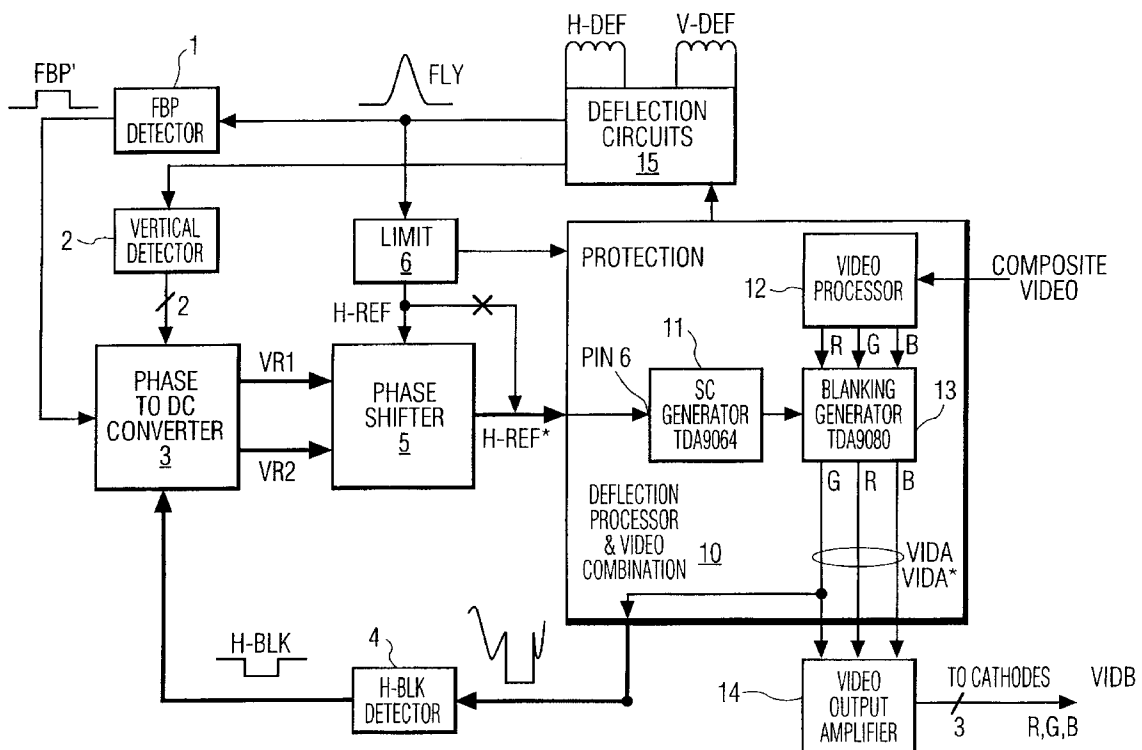 H-DEF
V-DEF
1
FBP'
FLY
FBP
DETECTOR
DEFLECTION
CIRCUITS
15
VERTICAL
DETECTOR
2
LIMIT
6
PROTECTION
VIDEO
PROCESSOR
12
COMPOSITE
VIDEO
2
H-REF
11
R
G
B
PIN 6
PHASE
TO DC
CONVERTER
3
VR1
VR2
PHASE
SHIFTER
5
H-REF*
SC
GENERATOR
TDA9064
BLANKING
GENERATOR
TDA9080
13
G
R
B
DEFLECTION
PROCESSOR
& VIDEO
COMBINATION
10
VIDA
VIDA*
H-BLK
4
H-BLK
DETECTOR
14
VIDEO
OUTPUT
AMPLIFIER
TO CATHODES
VIDB
3
R,G,B